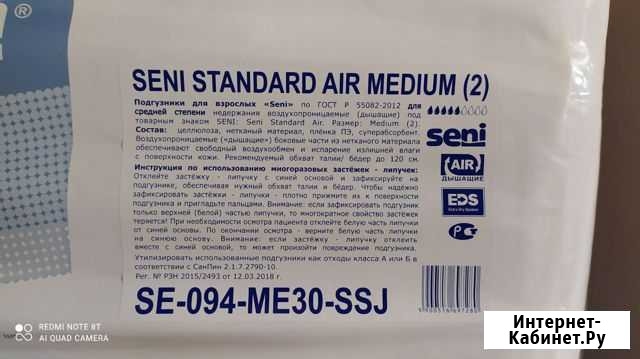 ®
SENI STANDARD AIR MEDIUM (2)
Подгузники для взрослых «Seni» по ГОСТ Р 55082-2012 для
средней степени недержания воздухопроницаемые (дышащие) под
товарным знаком SENI: Seni Standard Air. Размер: Medium (2).
Состав: целлюлоза, нетканый материал, плёнка ПЭ, суперабсорбент.
Воздухопроницаемые («дышащие») боковые части из нетканого материала
обеспечивают свободный воздухообмен и испарение излишней влаги
с поверхности кожи. Рекомендуемый обхват талии/ бёдер до 120 см.
Инструкция по использованию многоразовых застёжек - липучек:
Отклейте застежку - липучку с синей основой и зафиксируйте на
подгузнике, обеспечивая нужный обхват талии и бёдер. Чтобы надёжно
зафиксировать застёжки - липучки - плотно прижмите их к поверхности
подгузника и пригладьте пальцами. Внимание: если зафиксировать подгузник
только верхней (белой) частью липучки, то многократное свойство застёжек
теряется! При необходимости осмотра пациента отклейте белую часть липучки
от синей основы. По окончании осмотра - верните белую часть липучки
на синюю основу. Внимание: если застёжку - липучку отклеить
вместе с синей основой, то может произойти повреждение подгузника.
Утилизировать использованные подгузники как отходы класса А или Б в
соответствии с СанПин 2.1.7.2790-10.
Рег. № РЗН 2015/2493 от 12.03.2018 г.
SE-094-ME30-SSJ
seni
(AIR)
ДЫШАЩИЕ
EDS
Extra Dry System
REDMI NOTE 8T
AI QUAD CAMERA
Интернет-
Кабинет.Ру